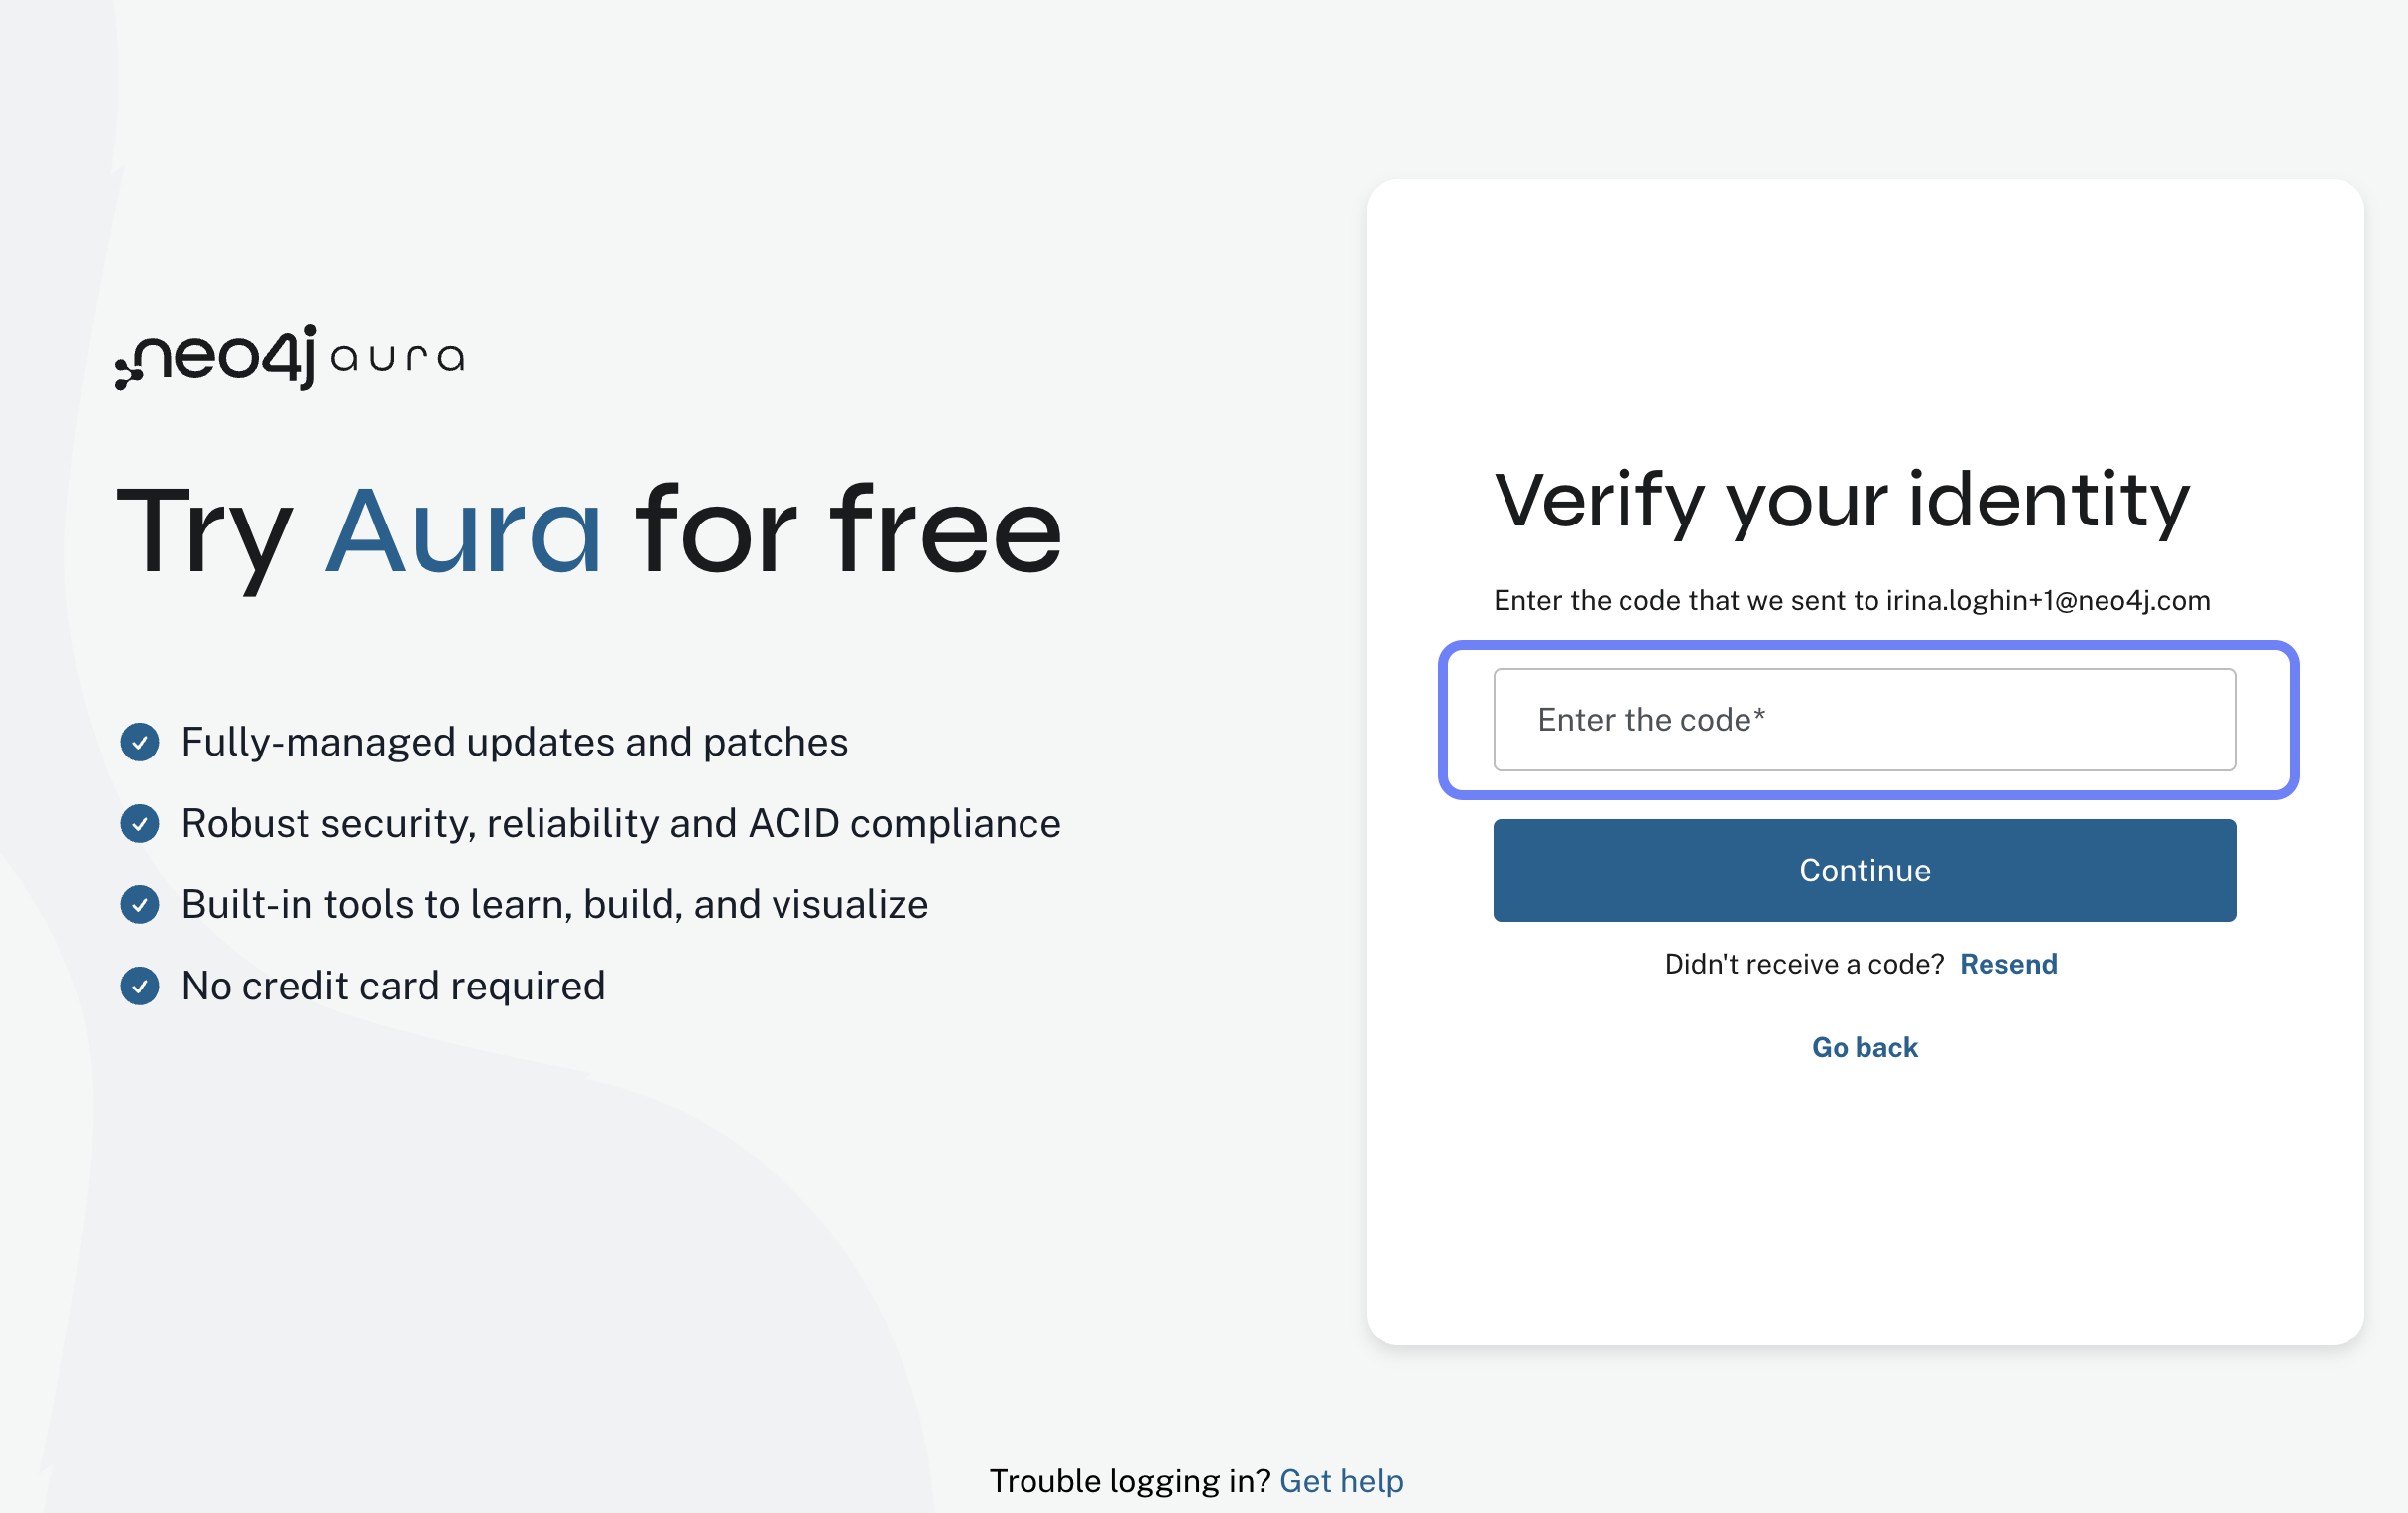 neo4j aura
Try Aura for free
Fully-managed updates and patches
Robust security, reliability and ACID compliance
Built-in tools to learn, build, and visualize
No credit card required
Verify your identity
Enter the code that we sent to irina.loghin+1@neo4j.com
Enter the code*
Continue
Didn't receive a code? Resend
Go back
Trouble logging in? Get help